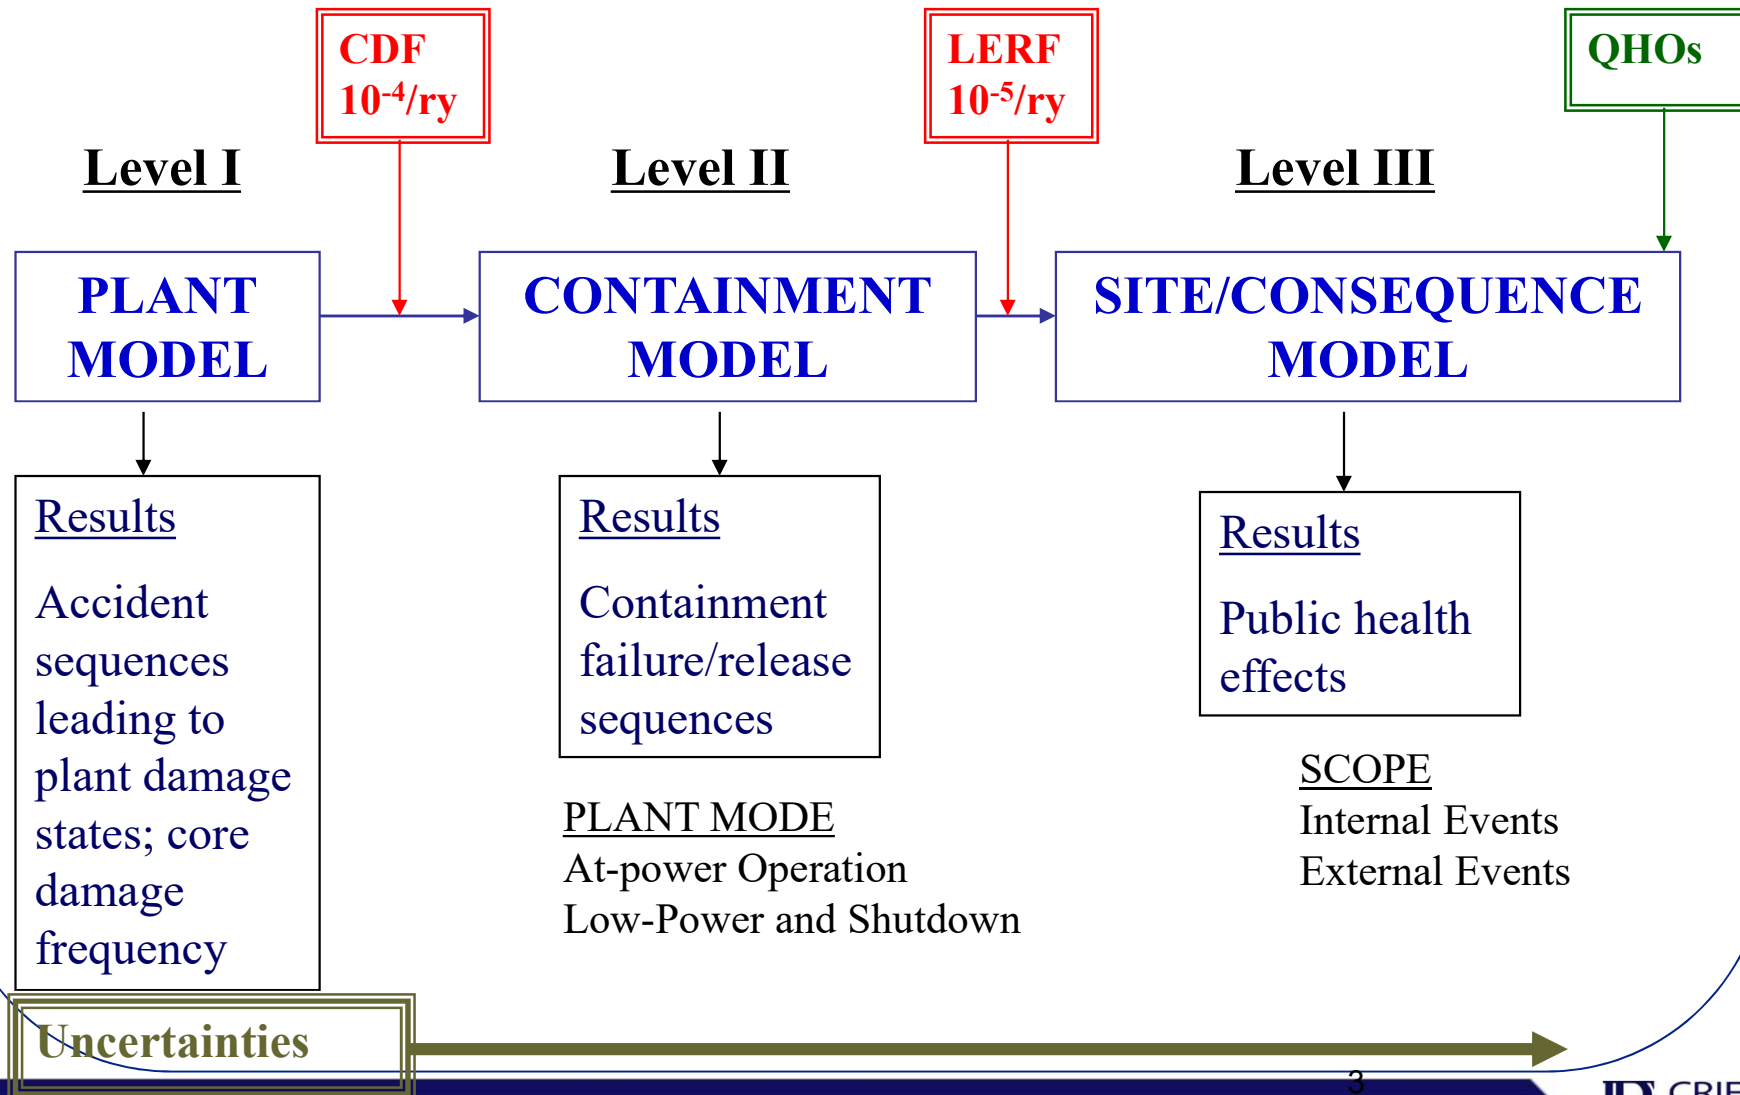 CDF
10⁻⁴/ry
LERF
10⁻⁵/ry
QHOs
Level I
Level II
Level III
PLANT
MODEL
CONTAINMENT
MODEL
SITE/CONSEQUENCE
MODEL
Results
Accident
sequences
leading to
plant damage
states; core
damage
frequency
Results
Containment
failure/release
sequences
Results
Public health
effects
PLANT MODE
At-power Operation
Low-Power and Shutdown
SCOPE
Internal Events
External Events
Uncertainties
3